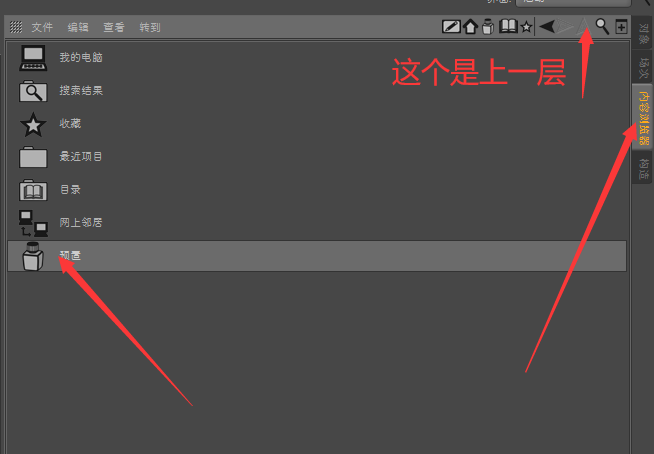 文件 编辑 查看 转到
这个是上一层
我的电脑
搜索结果
收藏
最近项目
目录
网上邻居
预置
对象
场次
内容浏览器
构造